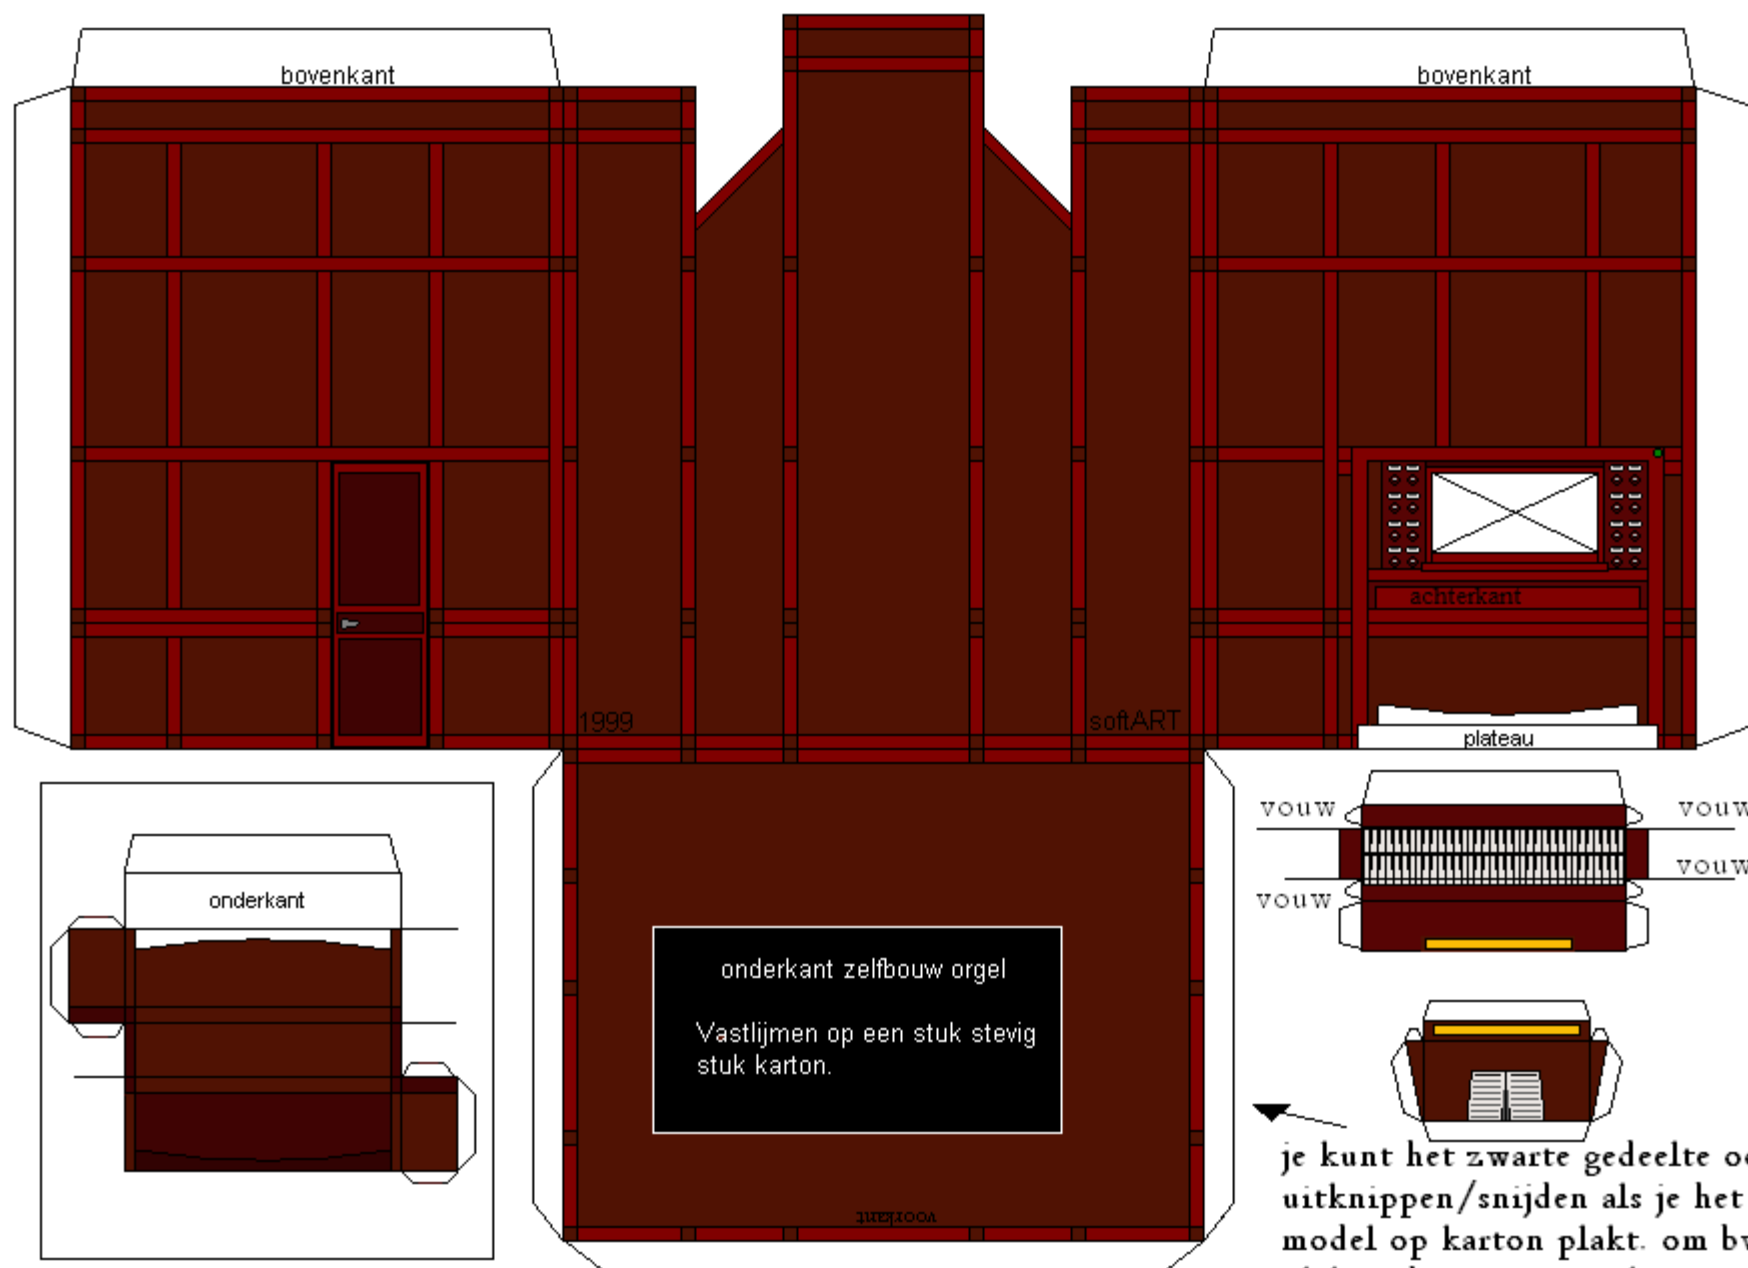 bovenkant
bovenkant
achterkant
1999
softART
plateau
vouw
vouw
vouw
vouw
onderkant
onderkant zelfbouw orgel
Vastlijmen op een stuk stevig
stuk karton.
voorkant
je kunt het zwarte gedeelte
uitknippen/snijden als je het
model op karton plakt. om